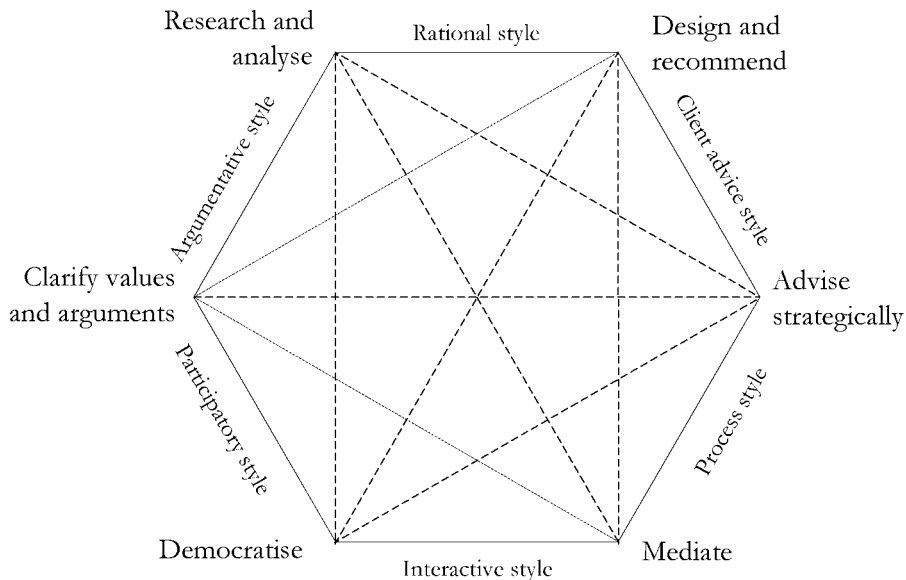 Research and
analyse
Rational style
Design and
recommend
Argumentative style
Client advice style
Clarify values
and arguments
Advise
strategically
Participatory style
Process style
Democratise
Interactive style
Mediate